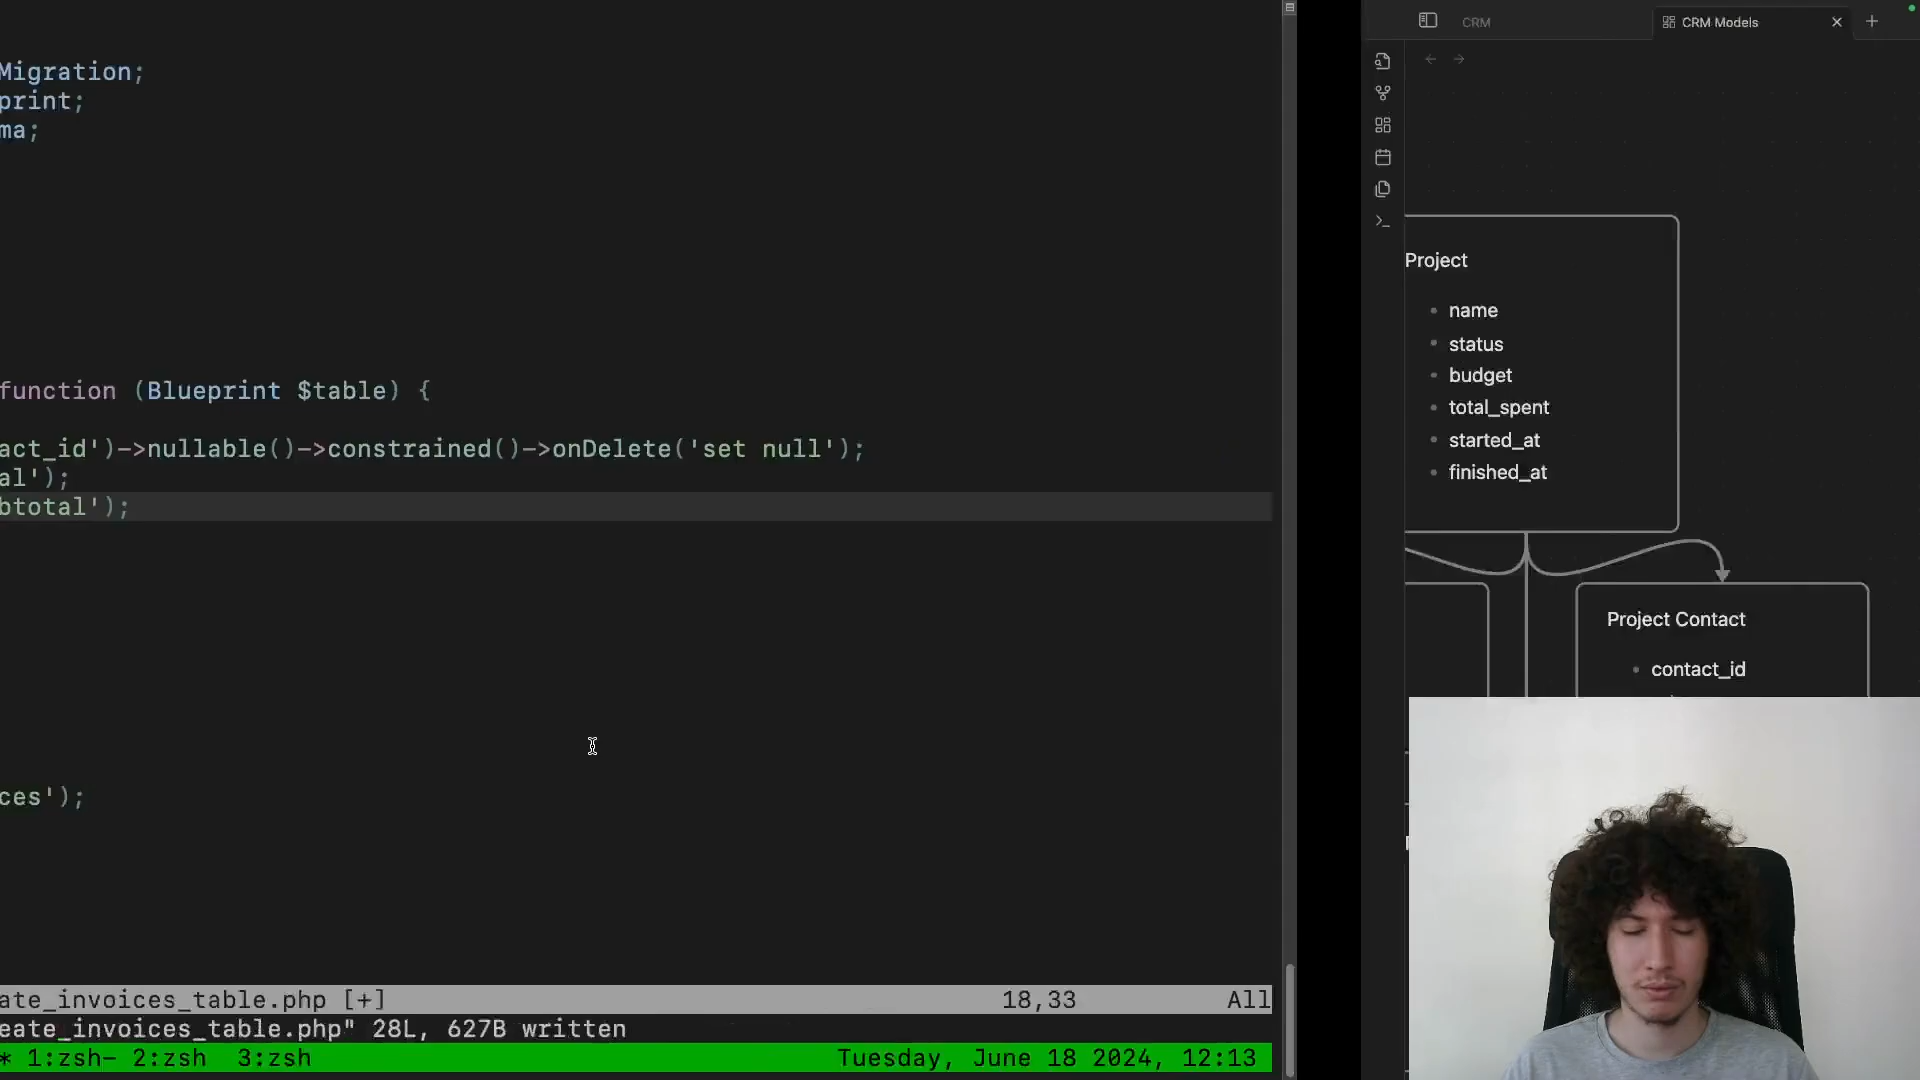 Migration;
print;
ma;
function (Blueprint $table) {
act_id')->nullable()->constrained()->onDelete('set null');
al');
btotal');
ces');
ate_invoices_table.php [+] 18,33 All
eate_invoices_table.php" 28L, 627B written
* 1:zsh- 2:zsh 3:zsh Tuesday, June 18 2024, 12:13
CRM
CRM Models
Project
name
status
budget
total_spent
started_at
finished_at
Project Contact
contact_id